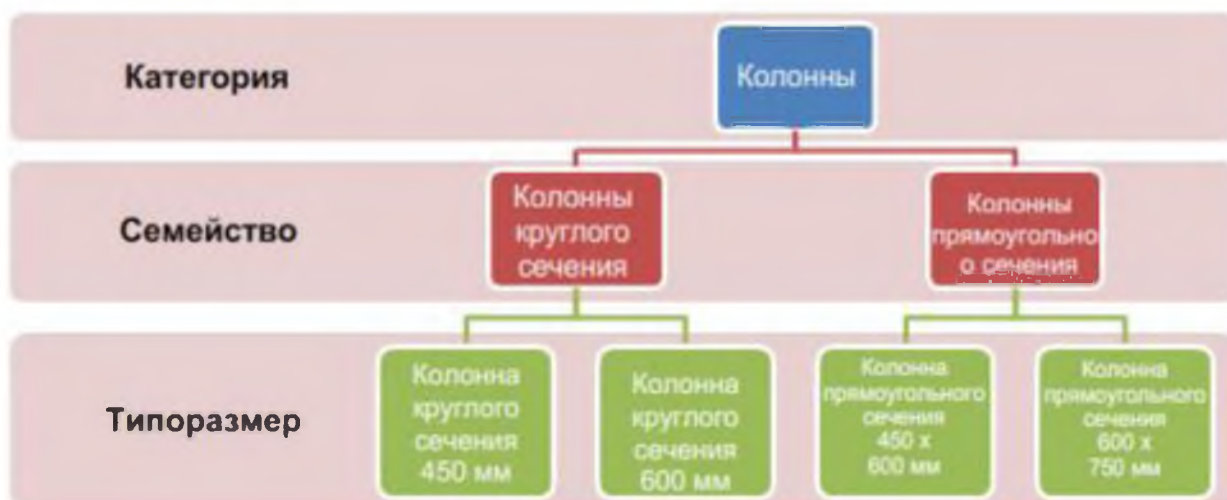 Категория
Колонны
Семейство
Колонны
круглого
сечения
Колонны
прямоугольно
о сечения
Типоразмер
Колонна
круглого
сечения
450 мм
Колонна
круглого
сечения
600 мм
Колонна
прямоугольного
сечения
450 х
600 мм
Колонна
прямоугольного
сечения
600 х
750 мм